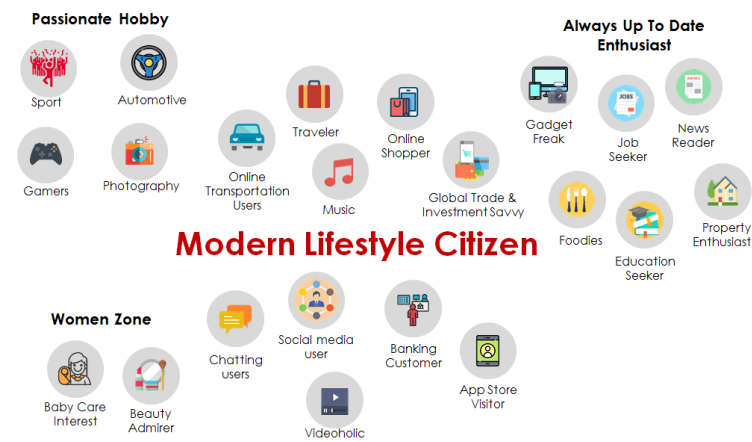 Passionate Hobby
Sport
Automotive
Gamers
Photography
Online
Transportation
Users
Traveler
Music
Online
Shopper
Global Trade &
Investment Savvy
Always Up To Date
Enthusiast
Gadget
Freak
JOBS
Job
Seeker
NEWS
News
Reader
Foodies
Education
Seeker
Property
Enthusiast
Modern Lifestyle Citizen
Women Zone
Baby Care
Interest
Beauty
Admirer
Chatting
users
Social media
user
Videoholic
Banking
Customer
App Store
Visitor